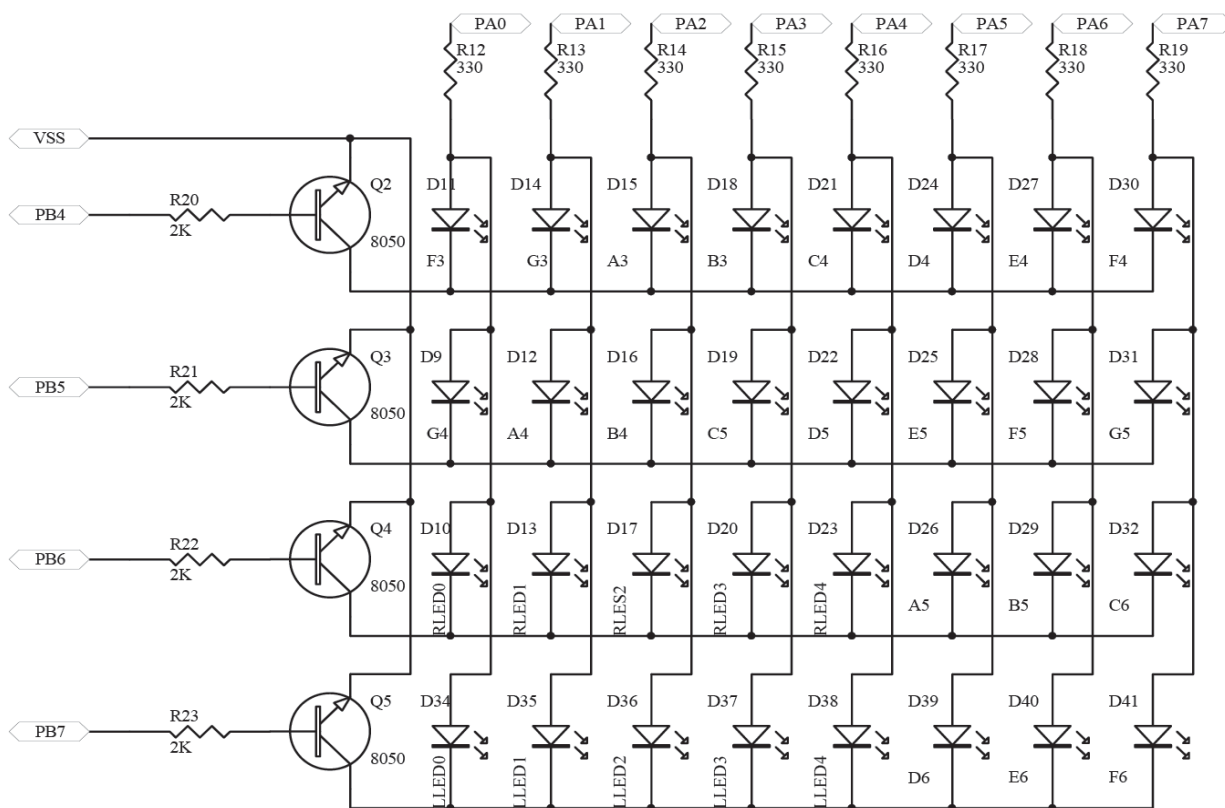 PA0 PA1 PA2 PA3 PA4 PA5 PA6 PA7
R12 R13 R14 R15 R16 R17 R18 R19
330 330 330 330 330 330 330 330
VSS
Q2 D11 D14 D15 D18 D21 D24 D27 D30
R20
PB4
2K
8050
F3 G3 A3 B3 C4 D4 E4 F4
Q3 D9 D12 D16 D19 D22 D25 D28 D31
R21
PB5
2K
8050
G4 A4 B4 C5 D5 E5 F5 G5
Q4 D10 D13 D17 D20 D23 D26 D29 D32
R22
PB6
2K
8050
RLED0 RLED1 RLES2 RLED3 RLED4 A5 B5 C6
Q5 D34 D35 D36 D37 D38 D39 D40 D41
R23
PB7
2K
8050
LLED0 LLED1 LLED2 LLED3 LLED4 D6 E6 F6